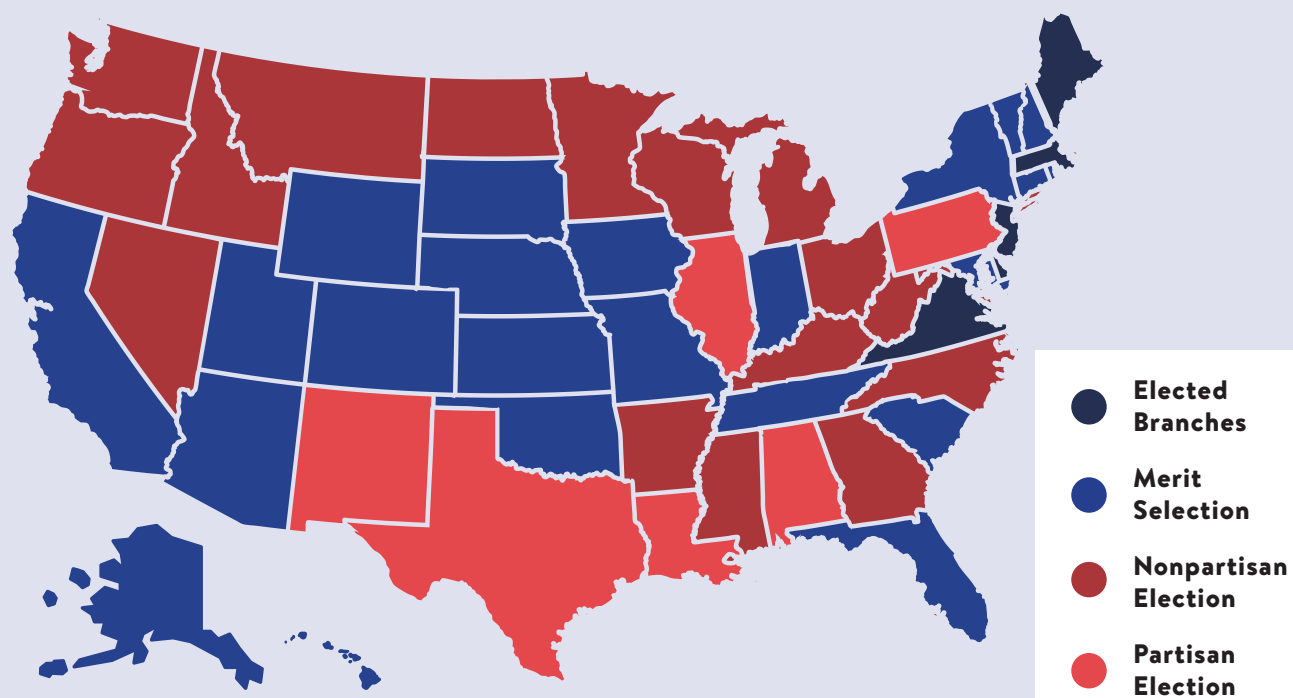 Elected
Branches
Merit
Selection
Nonpartisan
Election
Partisan
Election